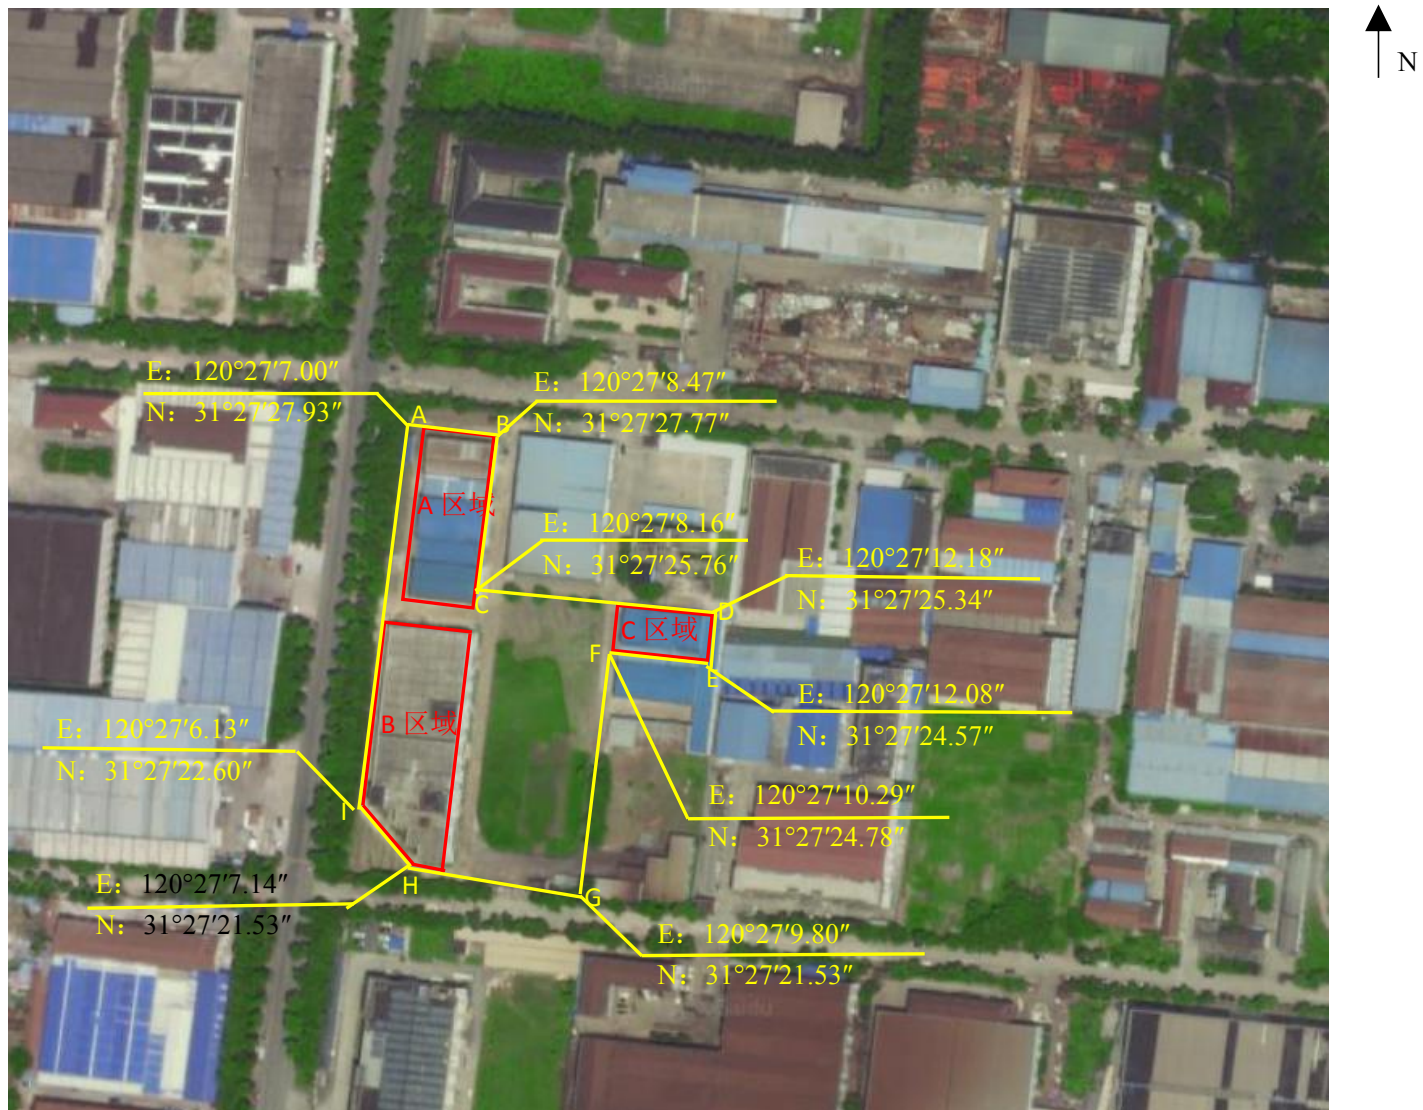 N
E：120°27′7.00″
N：31°27′27.93″
E：120°27′8.47″
N：31°27′27.77″
A
B
A 区域
E：120°27′8.16″
N：31°27′25.76″
C
E：120°27′12.18″
N：31°27′25.34″
D
C 区域
F
E
E：120°27′12.08″
N：31°27′24.57″
B 区域
E：120°27′6.13″
N：31°27′22.60″
I
E：120°27′10.29″
N：31°27′24.78″
H
E：120°27′7.14″
N：31°27′21.53″
G
E：120°27′9.80″
N：31°27′21.53″